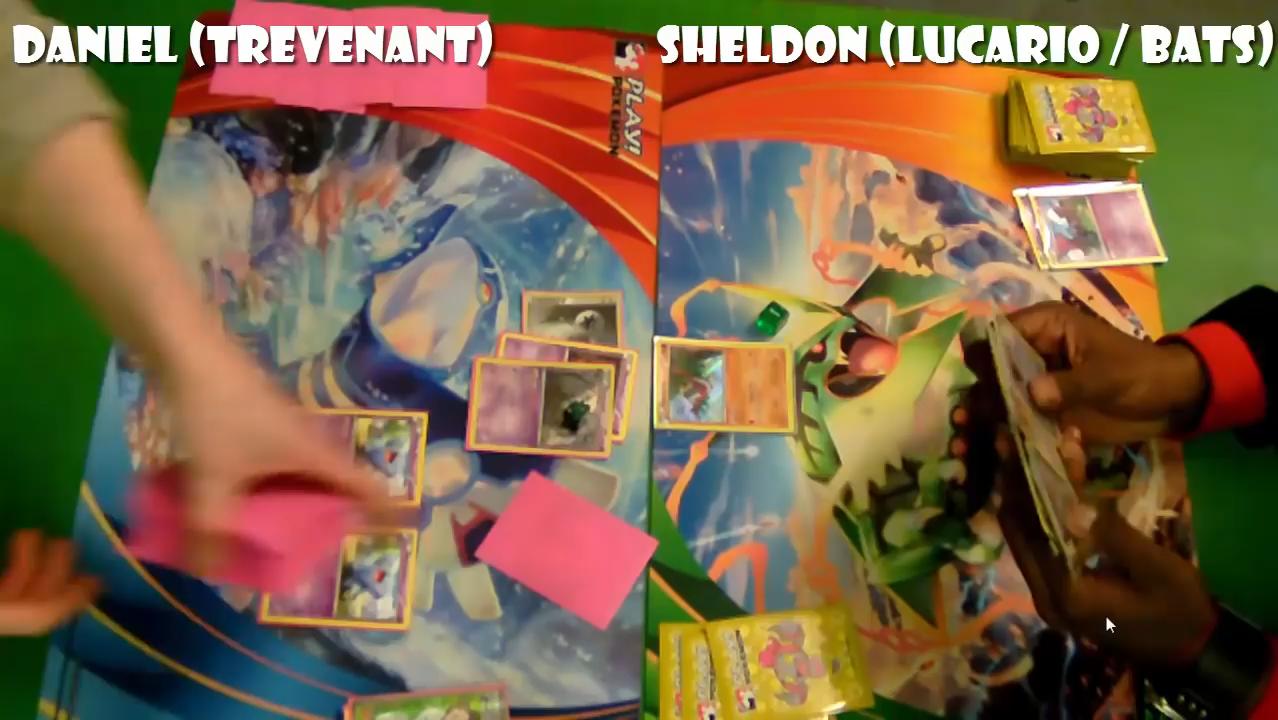 DANIEL (TREVENANT)
SHELDON (LUCARIO / BATS)
PLAY!
POKÉMON